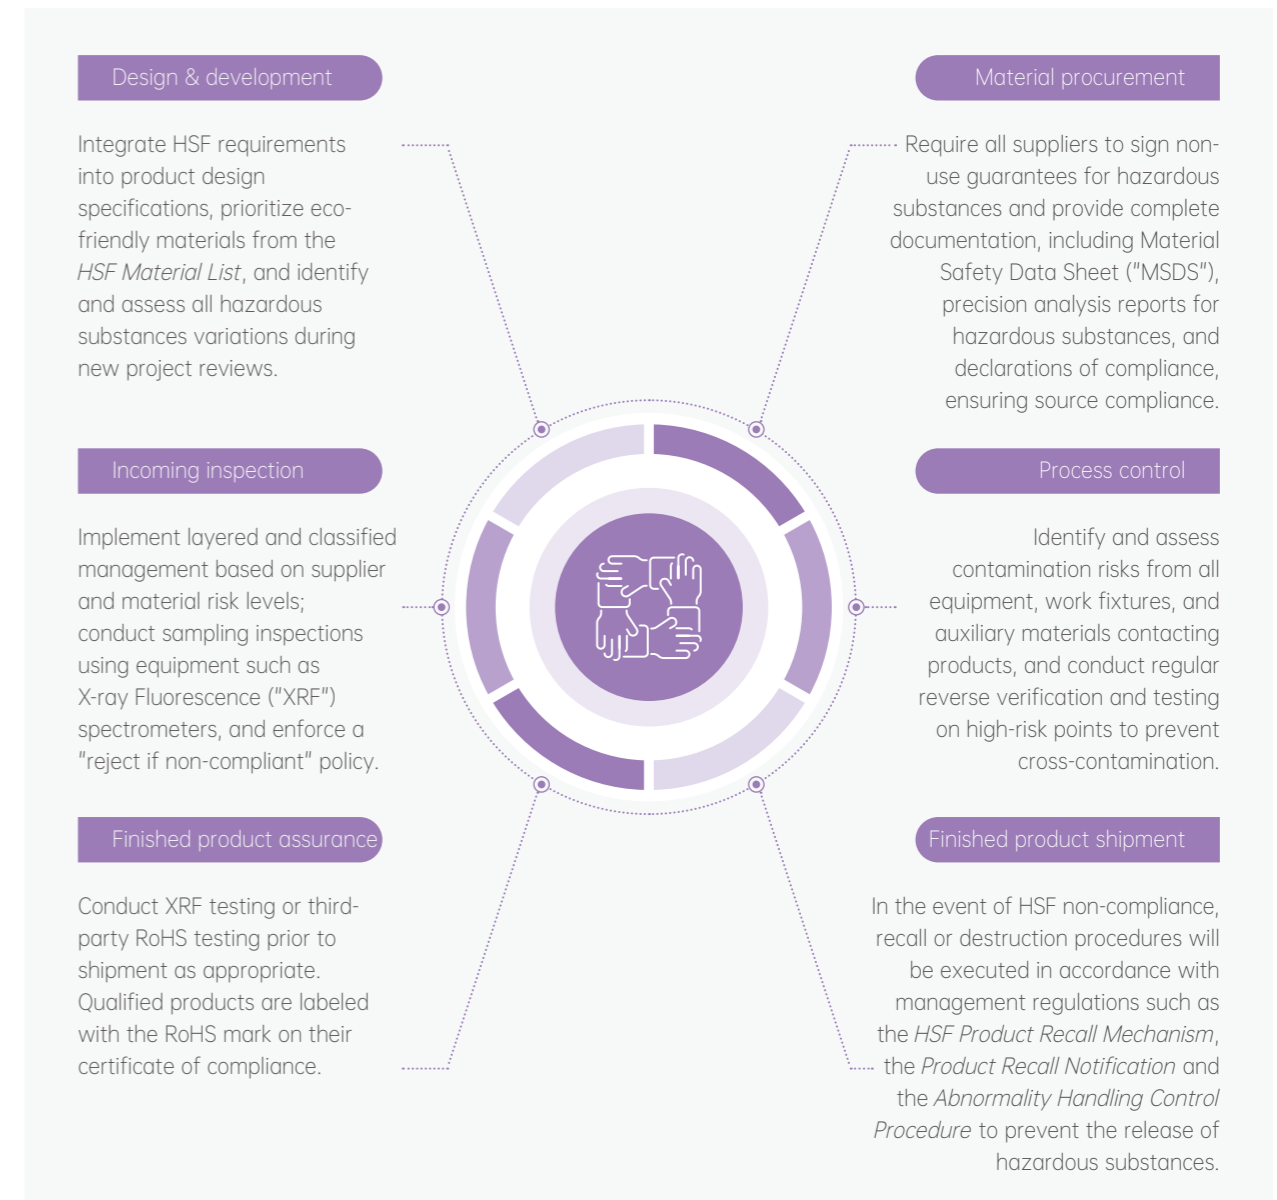 Design & development
Integrate HSF requirements
into product design
specifications, prioritize eco-
friendly materials from the
HSF Material List, and identify
and assess all hazardous
substances variations during
new project reviews.
Material procurement
Require all suppliers to sign non-
use guarantees for hazardous
substances and provide complete
documentation, including Material
Safety Data Sheet ("MSDS"),
precision analysis reports for
hazardous substances, and
declarations of compliance,
ensuring source compliance.
Incoming inspection
Implement layered and classified
management based on supplier
and material risk levels;
conduct sampling inspections
using equipment such as
X-ray Fluorescence ("XRF")
spectrometers, and enforce a
"reject if non-compliant" policy.
Process control
Identify and assess
contamination risks from all
equipment, work fixtures, and
auxiliary materials contacting
products, and conduct regular
reverse verification and testing
on high-risk points to prevent
cross-contamination.
Finished product assurance
Conduct XRF testing or third-
party RoHS testing prior to
shipment as appropriate.
Qualified products are labeled
with the RoHS mark on their
certificate of compliance.
Finished product shipment
In the event of HSF non-compliance,
recall or destruction procedures will
be executed in accordance with
management regulations such as
the HSF Product Recall Mechanism,
the Product Recall Notification and
the Abnormality Handling Control
Procedure to prevent the release of
hazardous substances.